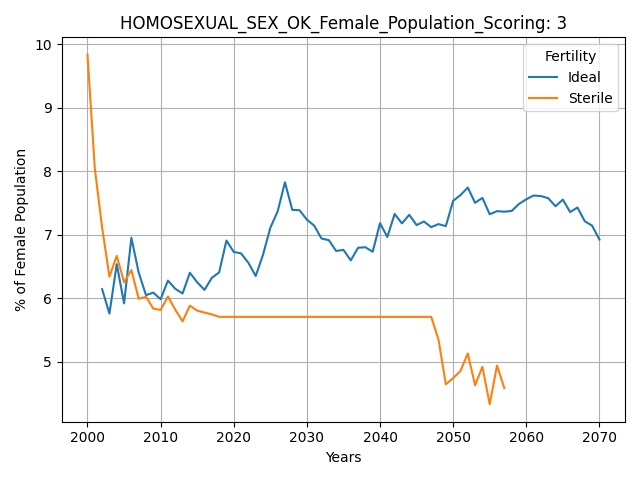 HOMOSEXUAL_SEX_OK_Female_Population_Scoring: 3
Fertility
Ideal
Sterile
% of Female Population
10
9
8
7
6
5
2000 2010 2020 2030 2040 2050 2060 2070
Years